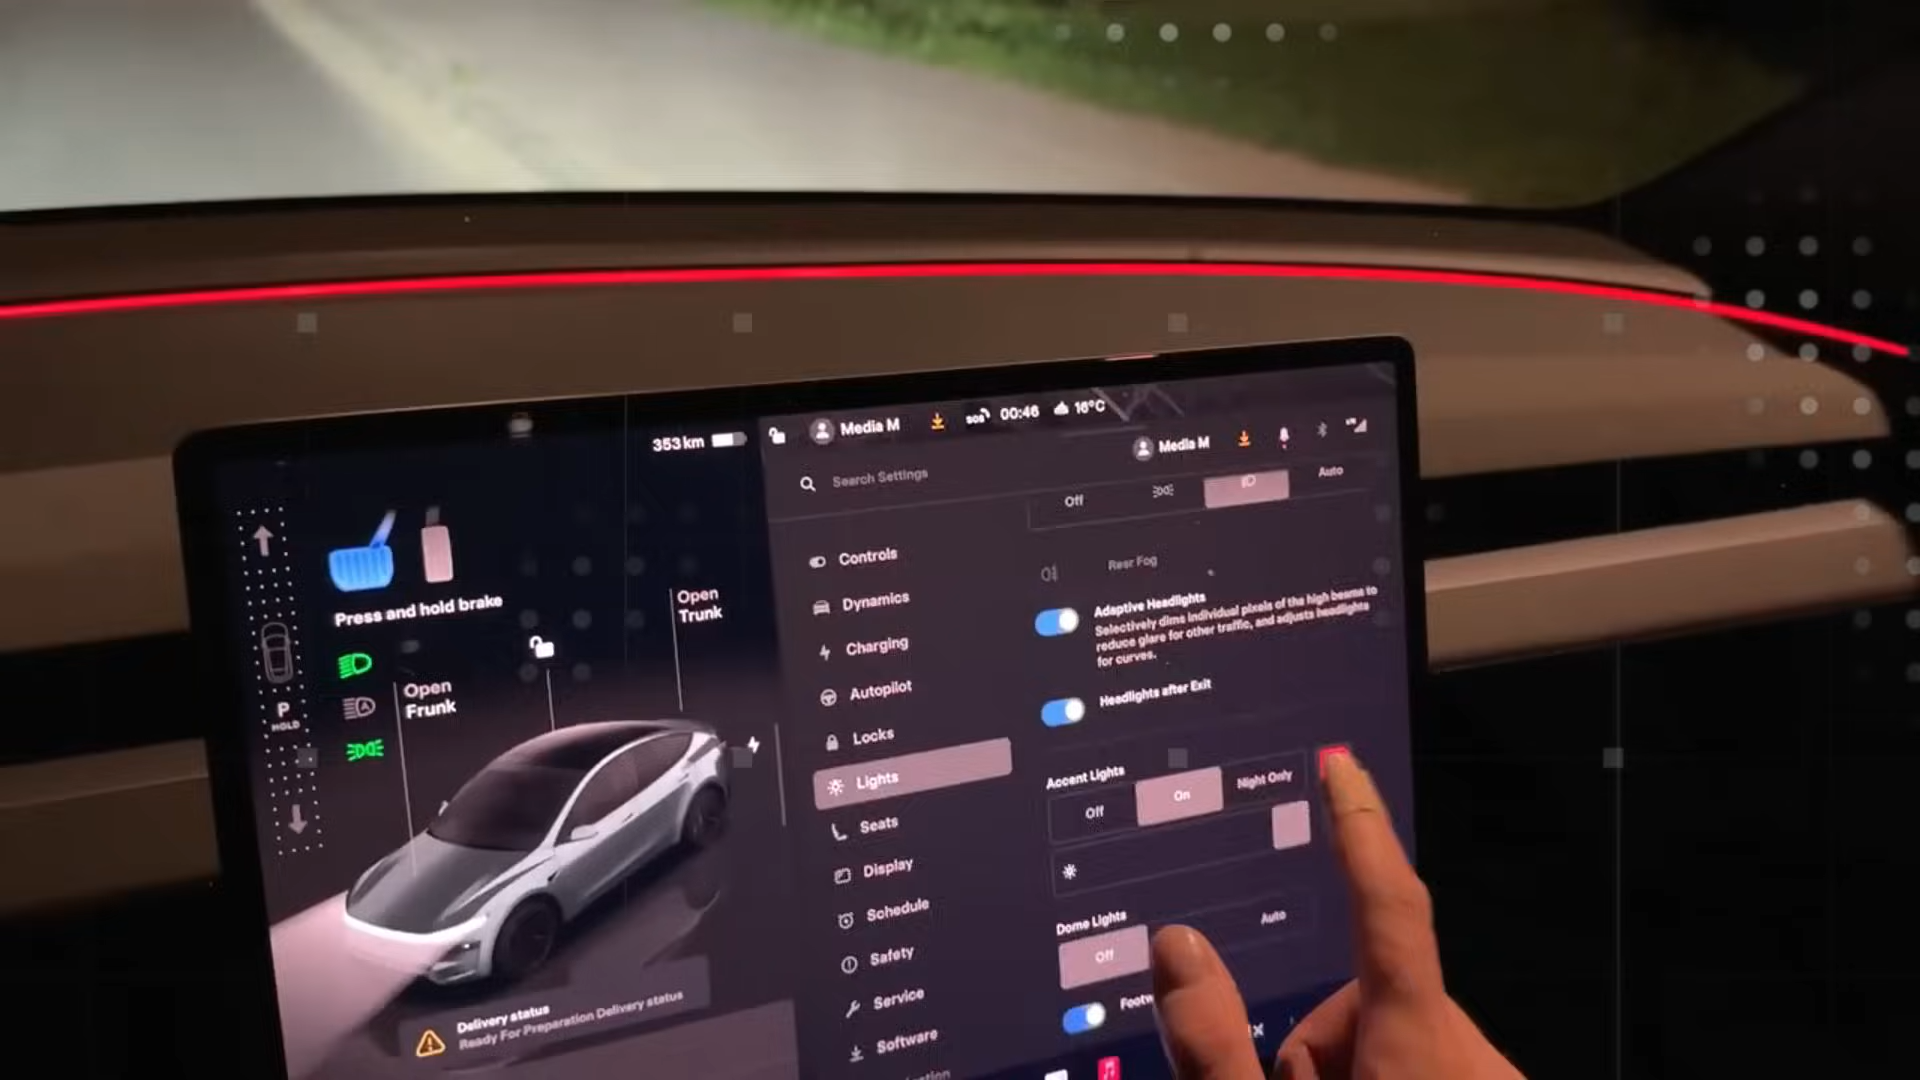 353 km
Media M
SOS
00:46
16°C
Media M
Search Settings
Off
Auto
Press and hold brake
Open
Trunk
Open
Frunk
P
HOLD
Controls
Dynamics
Charging
Autopilot
Locks
Lights
Seats
Display
Schedule
Safety
Service
Software
Rear Fog
Adaptive Headlights
Selectively dims individual pixels of the high beams to
reduce glare for other traffic, and adjusts headlights
for curves.
Headlights after Exit
Accent Lights
Off
On
Night Only
Dome Lights
Off
Auto
Delivery status
Ready For Preparation Delivery status